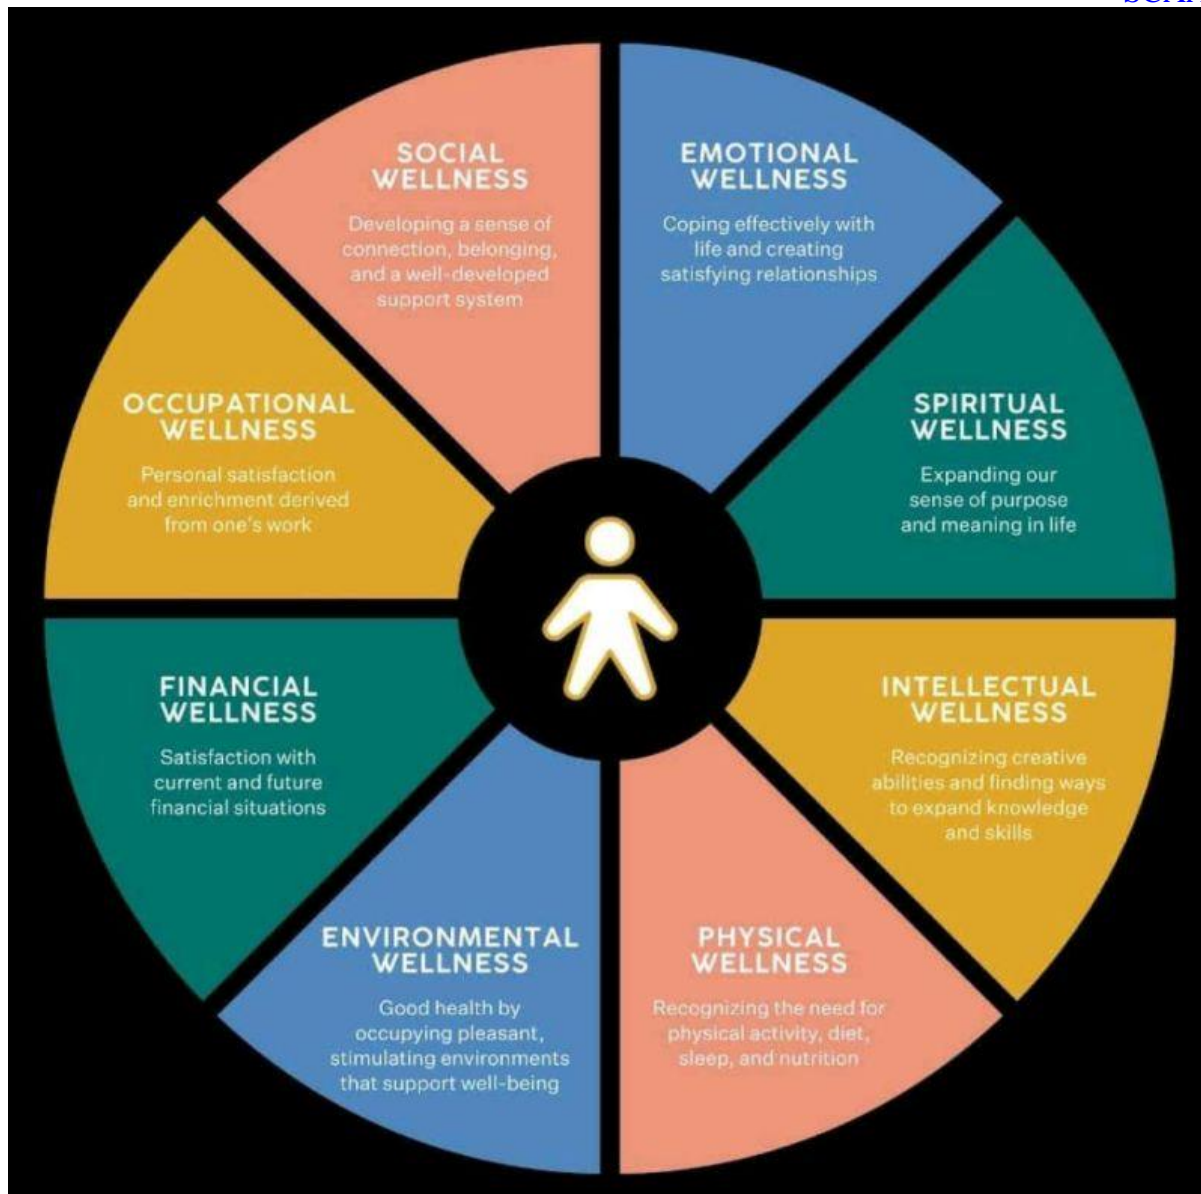 SOCIAL
WELLNESS
Developing a sense of
connection, belonging,
and a well-developed
support system
EMOTIONAL
WELLNESS
Coping effectively with
life and creating
satisfying relationships
SPIRITUAL
WELLNESS
Expanding our
sense of purpose
and meaning in life
INTELLECTUAL
WELLNESS
Recognizing creative
abilities and finding ways
to expand knowledge
and skills
PHYSICAL
WELLNESS
Recognizing the need for
physical activity, diet,
sleep, and nutrition
ENVIRONMENTAL
WELLNESS
Good health by
occupying pleasant,
stimulating environments
that support well-being
FINANCIAL
WELLNESS
Satisfaction with
current and future
financial situations
OCCUPATIONAL
WELLNESS
Personal satisfaction
and enrichment derived
from one's work